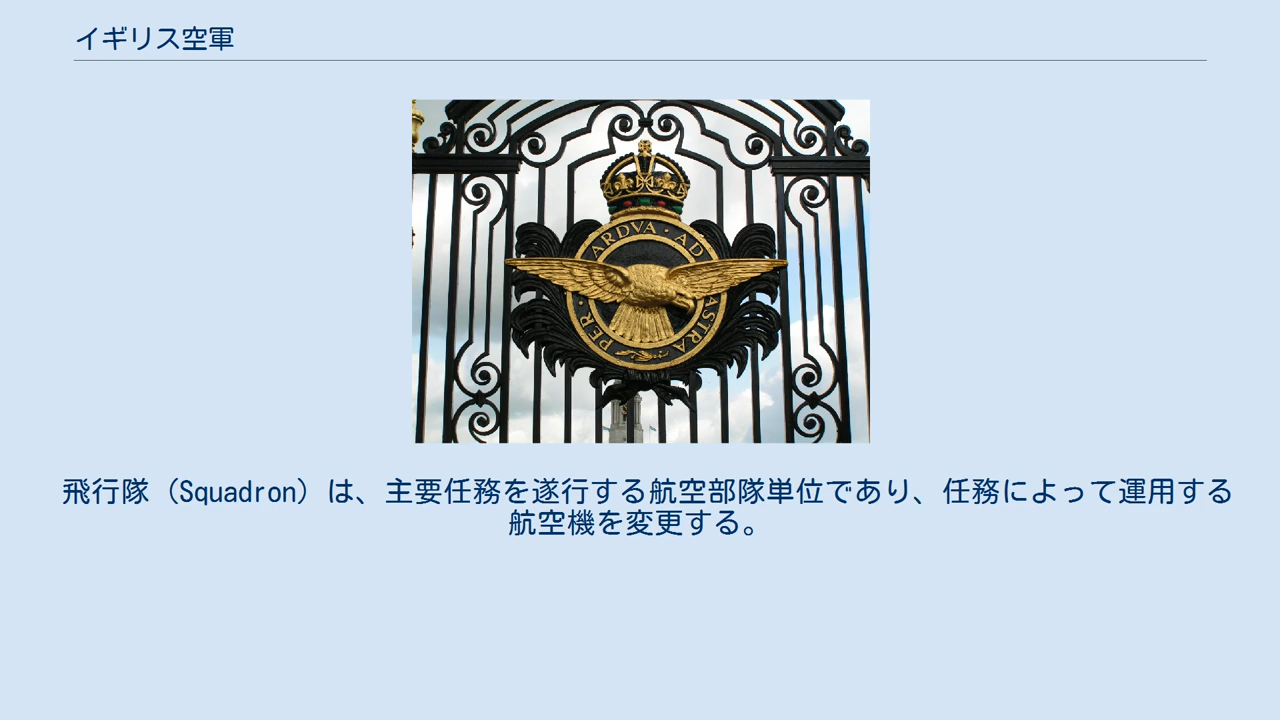 イギリス空軍
PER · ARDVA · AD ASTRA
飛行隊（Squadron）は、主要任務を遂行する航空部隊単位であり、任務によって運用する
航空機を変更する。